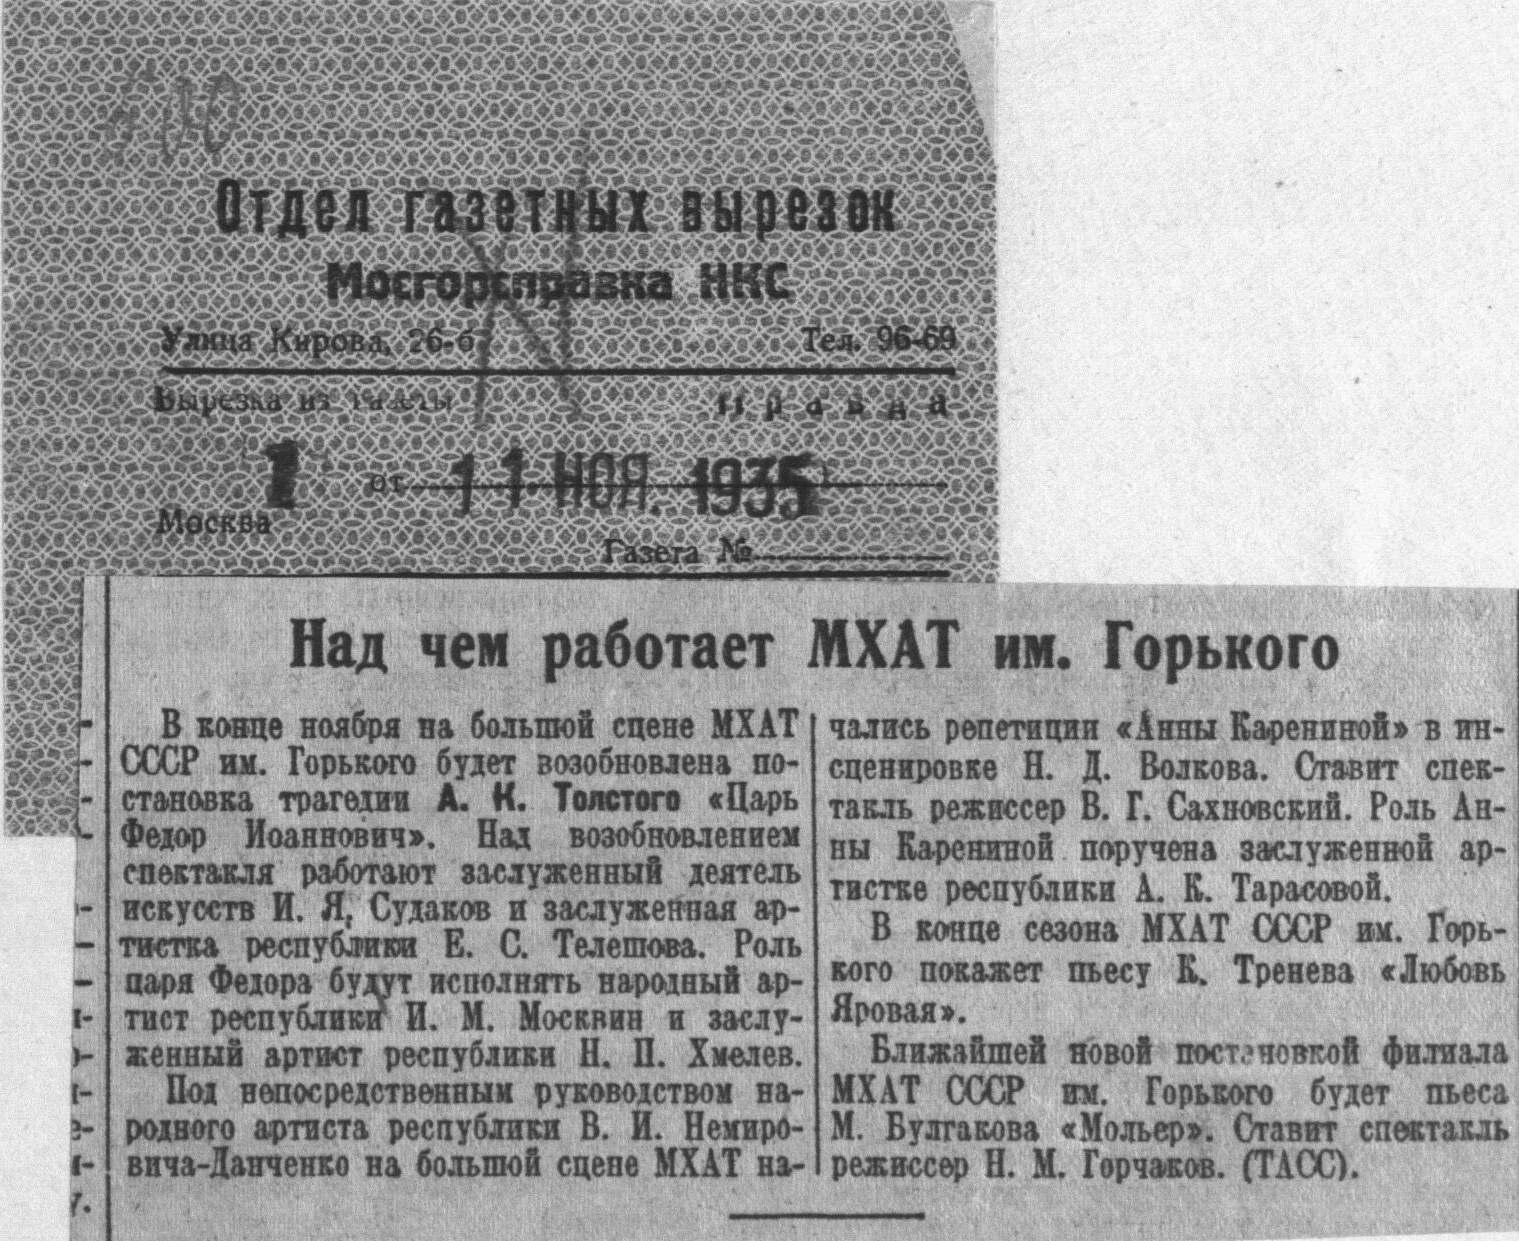 Отдел газетных вырезок
Мосгорсправка НКС
Улица Кирова, 26-б Тел. 96-69
Вырезка из газеты Правда
1 от 11 НОЯ. 1935
Москва
Газета №
Над чем работает МХАТ им. Горького
В конце ноября на большой сцене МХАТ
СССР им. Горького будет возобновлена по-
становка трагедии А. К. Толстого «Царь
Федор Иоаннович». Над возобновлением
спектакля работают заслуженный деятель
искусств И. Я. Судаков и заслуженная ар-
тистка республики Е. С. Телешова. Роль
царя Федора будут исполнять народный ар-
тист республики И. М. Москвин и заслу-
женный артист республики Н. П. Хмелев.
Под непосредственным руководством на-
родного артиста республики В. И. Немиро-
вича-Данченко на большой сцене МХАТ на-
чались репетиции «Анны Карениной» в ин-
сценировке Н. Д. Волкова. Ставит спек-
такль режиссер В. Г. Сахновский. Роль Ан-
ны Карениной поручена заслуженной ар-
тистке республики А. К. Тарасовой.
В конце сезона МХАТ СССР им. Горь-
кого покажет пьесу К. Тренева «Любовь
Яровая».
Ближайшей новой постановкой филиала
МХАТ СССР им. Горького будет пьеса
М. Булгакова «Мольер». Ставит спектакль
режиссер Н. М. Горчаков. (ТАСС).